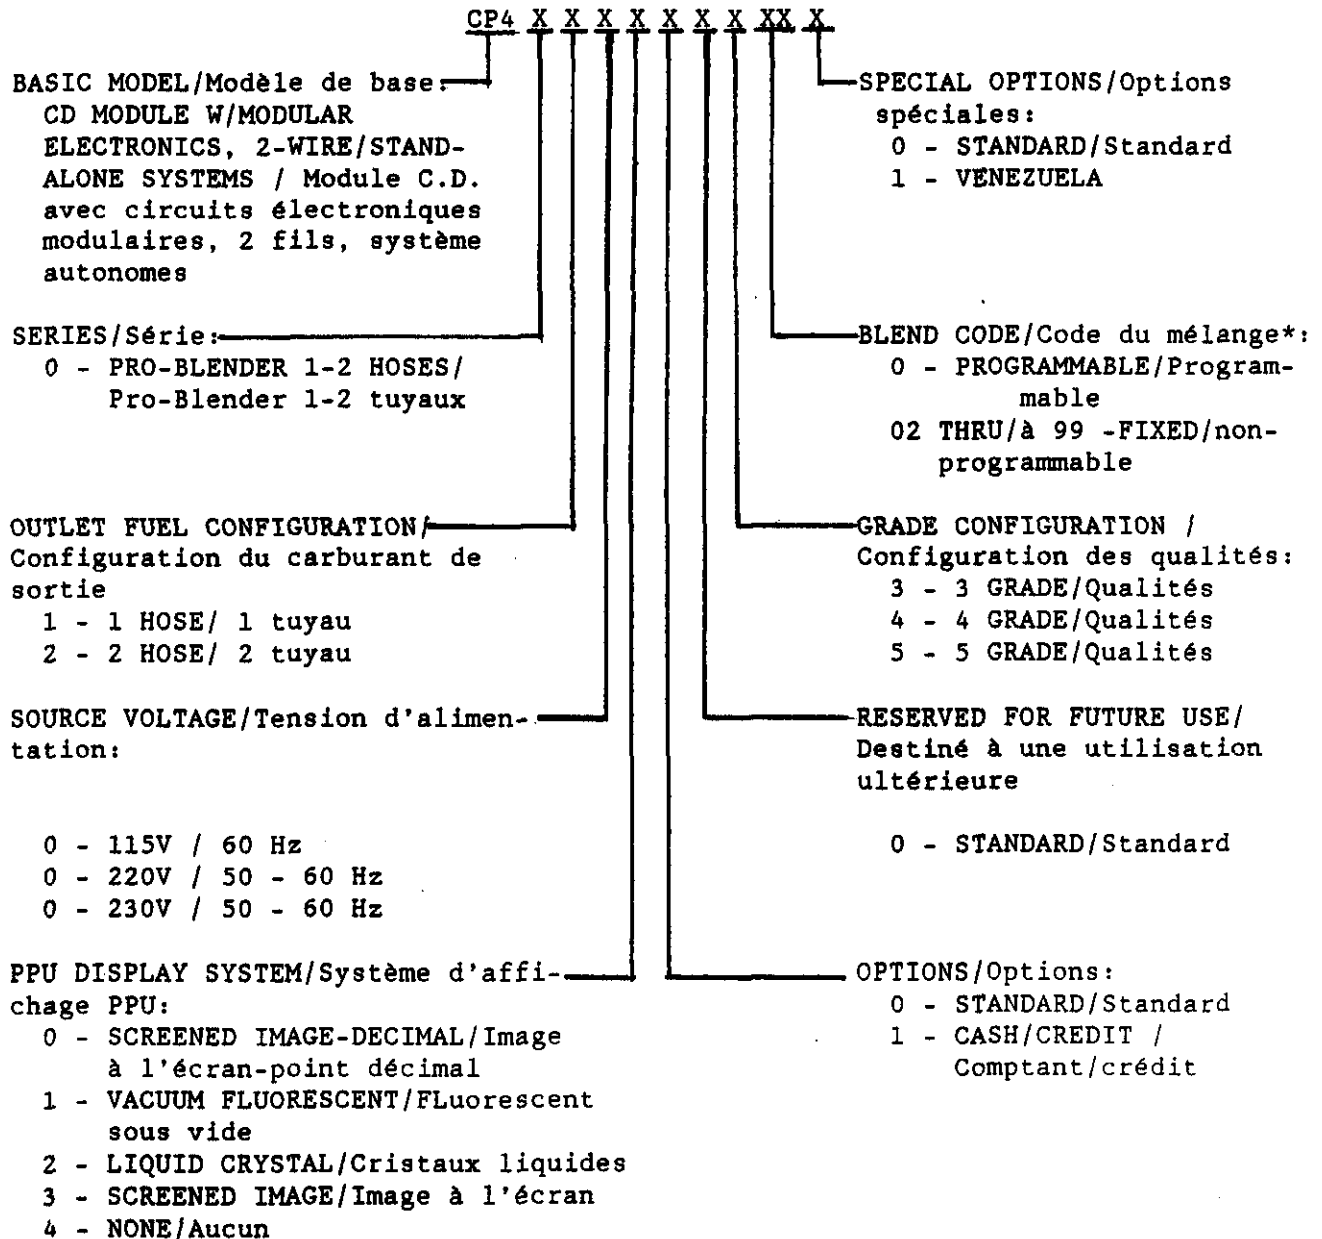 CP4 X X X X X X X XX X
BASIC MODEL/Modèle de base:
CD MODULE W/MODULAR
ELECTRONICS, 2-WIRE/STAND-
ALONE SYSTEMS / Module C.D.
avec circuits électroniques
modulaires, 2 fils, système
autonomes
SERIES/Série:
0 - PRO-BLENDER 1-2 HOSES/
Pro-Blender 1-2 tuyaux
OUTLET FUEL CONFIGURATION/
Configuration du carburant de
sortie
1 - 1 HOSE/ 1 tuyau
2 - 2 HOSE/ 2 tuyau
SOURCE VOLTAGE/Tension d'alimen-
tation:
0 - 115V / 60 Hz
0 - 220V / 50 - 60 Hz
0 - 230V / 50 - 60 Hz
PPU DISPLAY SYSTEM/Système d'affi-
chage PPU:
0 - SCREENED IMAGE-DECIMAL/Image
à l'écran-point décimal
1 - VACUUM FLUORESCENT/FLuorescent
sous vide
2 - LIQUID CRYSTAL/Cristaux liquides
3 - SCREENED IMAGE/Image à l'écran
4 - NONE/Aucun
SPECIAL OPTIONS/Options
spéciales:
0 - STANDARD/Standard
1 - VENEZUELA
BLEND CODE/Code du mélange*:
0 - PROGRAMMABLE/Program-
mable
02 THRU/à 99 -FIXED/non-
programmable
GRADE CONFIGURATION /
Configuration des qualités:
3 - 3 GRADE/Qualités
4 - 4 GRADE/Qualités
5 - 5 GRADE/Qualités
RESERVED FOR FUTURE USE/
Destiné à une utilisation
ultérieure
0 - STANDARD/Standard
OPTIONS/Options:
0 - STANDARD/Standard
1 - CASH/CREDIT /
Comptant/crédit